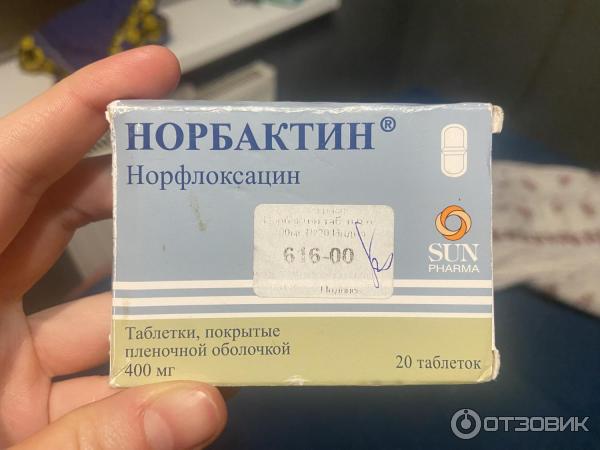 НОРБАКТИН®
Норфлоксацин
616-00
SUN
PHARMA
Таблетки, покрытые
пленочной оболочкой
400 мг
20 таблеток
ОТЗОВИК